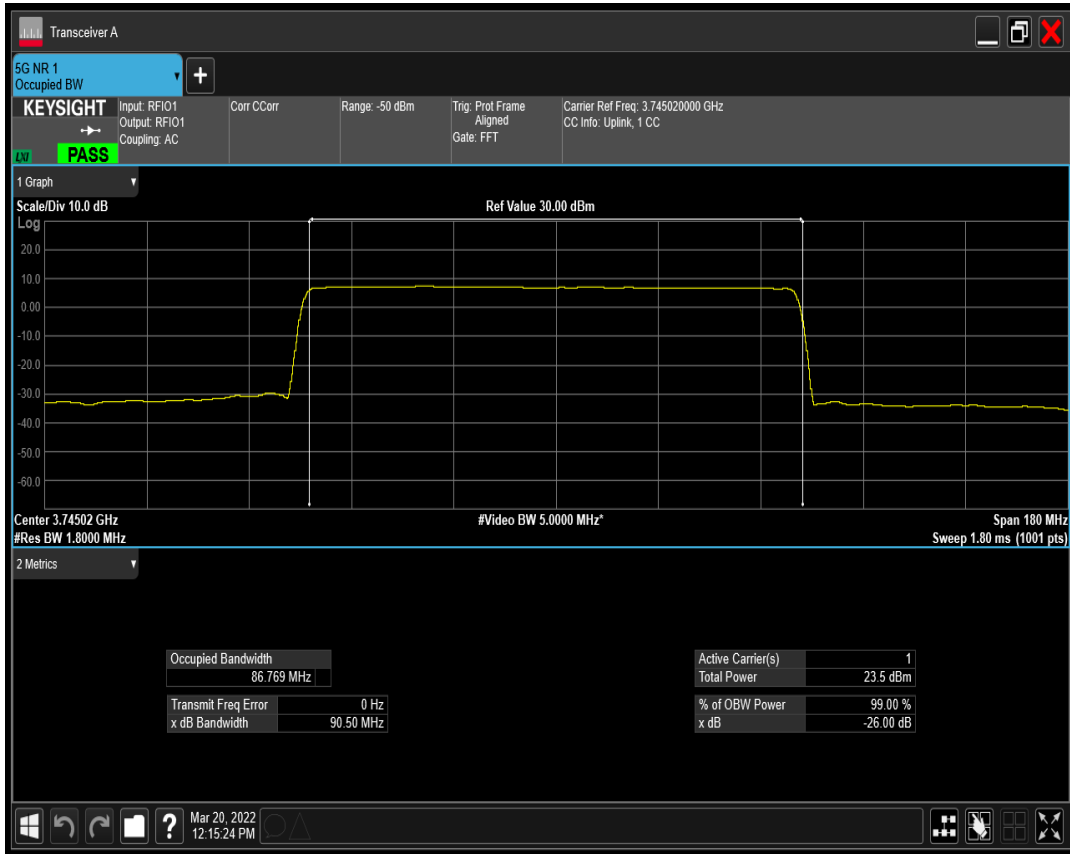 Transceiver A
5G NR 1
Occupied BW
+
KEYSIGHT
LXI
PASS
Input: RFIO1
Output: RFIO1
Coupling: AC
Corr CCorr
Range: -50 dBm
Trig: Prot Frame
Aligned
Gate: FFT
Carrier Ref Freq: 3.745020000 GHz
CC Info: Uplink, 1 CC
1 Graph
Scale/Div 10.0 dB
Ref Value 30.00 dBm
Log
20.0
10.0
0.00
-10.0
-20.0
-30.0
-40.0
-50.0
-60.0
Center 3.74502 GHz
#Video BW 5.0000 MHz*
Span 180 MHz
#Res BW 1.8000 MHz
Sweep 1.80 ms (1001 pts)
2 Metrics
Occupied Bandwidth
86.769 MHz
Transmit Freq Error 0 Hz
x dB Bandwidth 90.50 MHz
Active Carrier(s) 1
Total Power 23.5 dBm
% of OBW Power 99.00 %
x dB -26.00 dB
?
Mar 20, 2022
12:15:24 PM